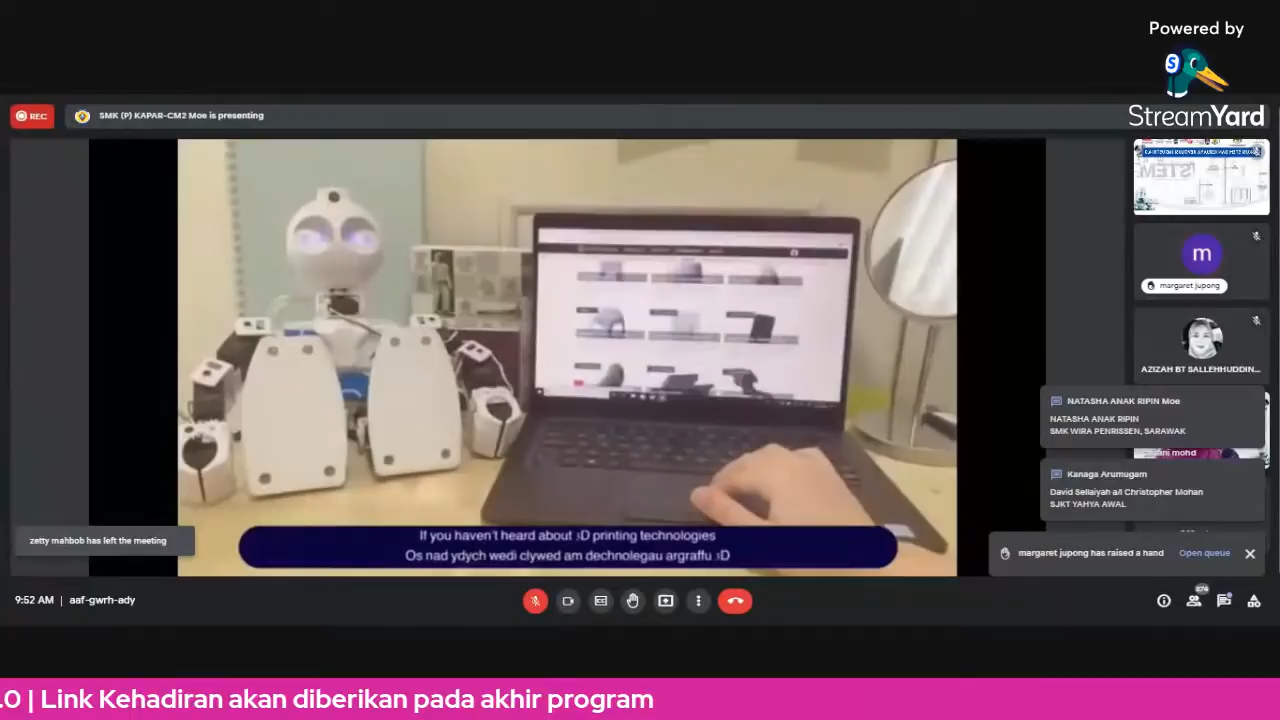 Powered by
StreamYard
REC
SMK (P) KAPAR-CM2 Moe is presenting
STEM
m
margaret jupong
AZIZAH BT SALLEHHUDDIN...
NATASHA ANAK RIPIN Moe
NATASHA ANAK RIPIN
SMK WIRA PENRISSEN, SARAWAK
ani mohd
Kanaga Arumugam
David Sellaiyah a/l Christopher Mohan
SJKT YAHYA AWAL
If you haven't heard about 3D printing technologies
Os nad ydych wedi clywed am dechnolegau argraffu 3D
zetty mahbob has left the meeting
margaret jupong has raised a hand
Open queue
9:52 AM | aaf-gwrh-ady
.0 | Link Kehadiran akan diberikan pada akhir program